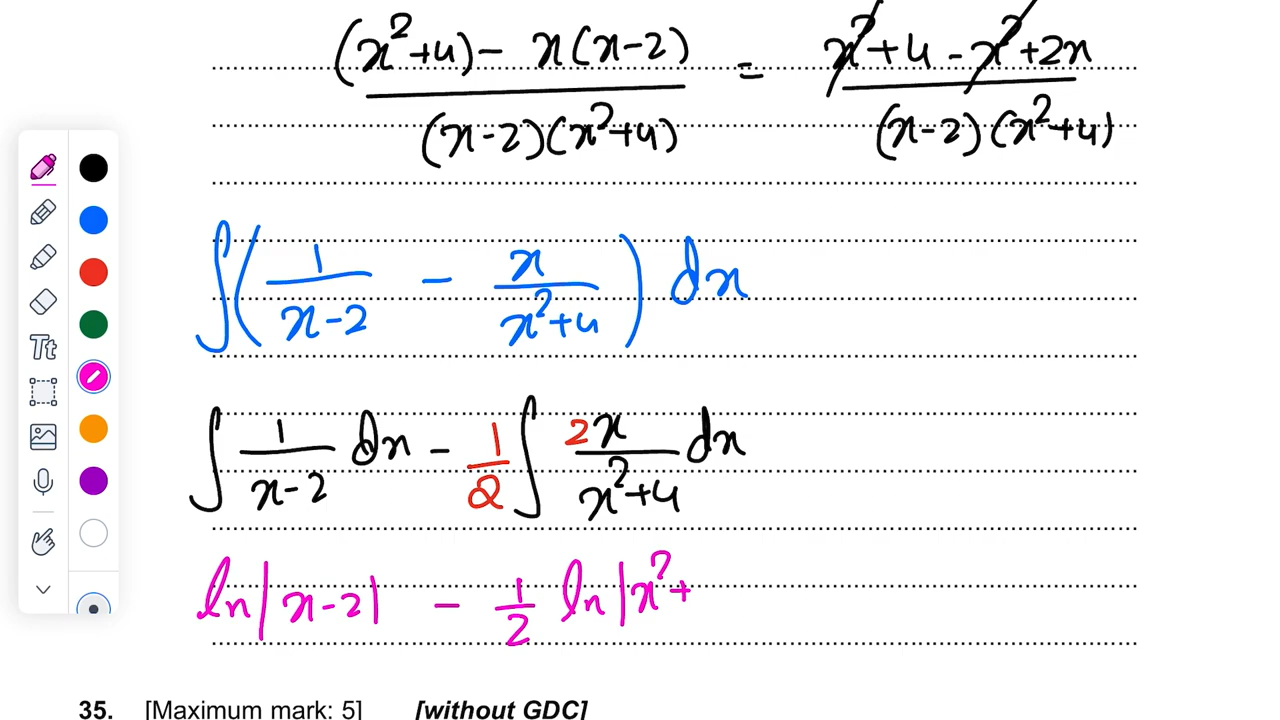 (x²+4) - x(x-2) / (x-2)(x²+4) = x²+4 - x²+2x / (x-2)(x²+4)
∫(1/(x-2) - x/(x²+4)) dx
∫ 1/(x-2) dx - 1/2 ∫ 2x/(x²+4) dx
ln|x-2| - 1/2 ln|x²+
35. [Maximum mark: 5] [without GDC]
Tt